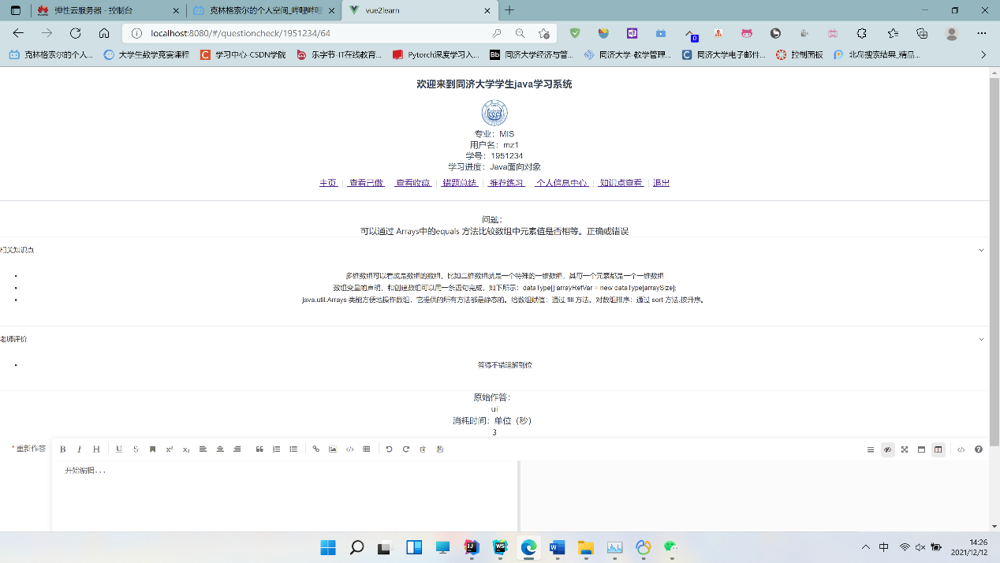 弹性云服务器 - 控制台
克林格索尔的个人空间_哔哩哔哩
vue2learn
localhost:8080/#/questioncheck/1951234/64
0
克林格索尔的个人...
大学生数学竞赛课程
学习中心-CSDN学院
乐字节-IT在线教育...
Pytorch深度学习入...
Bb 同济大学经济与管...
同济大学-教学管理...
同济大学电子邮件...
控制面板
北邙搜索结果_精品...
欢迎来到同济大学学生java学习系统
专业：MIS
用户名：mz1
学号：1951234
学习进度：Java面向对象
主页 | 查看已做 | 查看收藏 | 错题总结 | 推荐练习 | 个人信息中心 | 知识点查看 | 退出
问题：
可以通过 Arrays中的equals 方法比较数组中元素值是否相等。正确或错误
相关知识点
多维数组可以看成是数组的数组，比如二维数组就是一个特殊的一维数组，其每一个元素都是一个一维数组
数组变量的声明，和创建数组可以用一条语句完成，如下所示：dataType[] arrayRefVar = new dataType[arraySize];
java.util.Arrays 类能方便地操作数组，它提供的所有方法都是静态的。给数组赋值：通过 fill 方法。对数组排序：通过 sort 方法,按升序。
老师评价
答得不错理解到位
原始作答：
ui
消耗时间：单位（秒）
3
* 重新作答
开始编辑...
中
14:26
2021/12/12